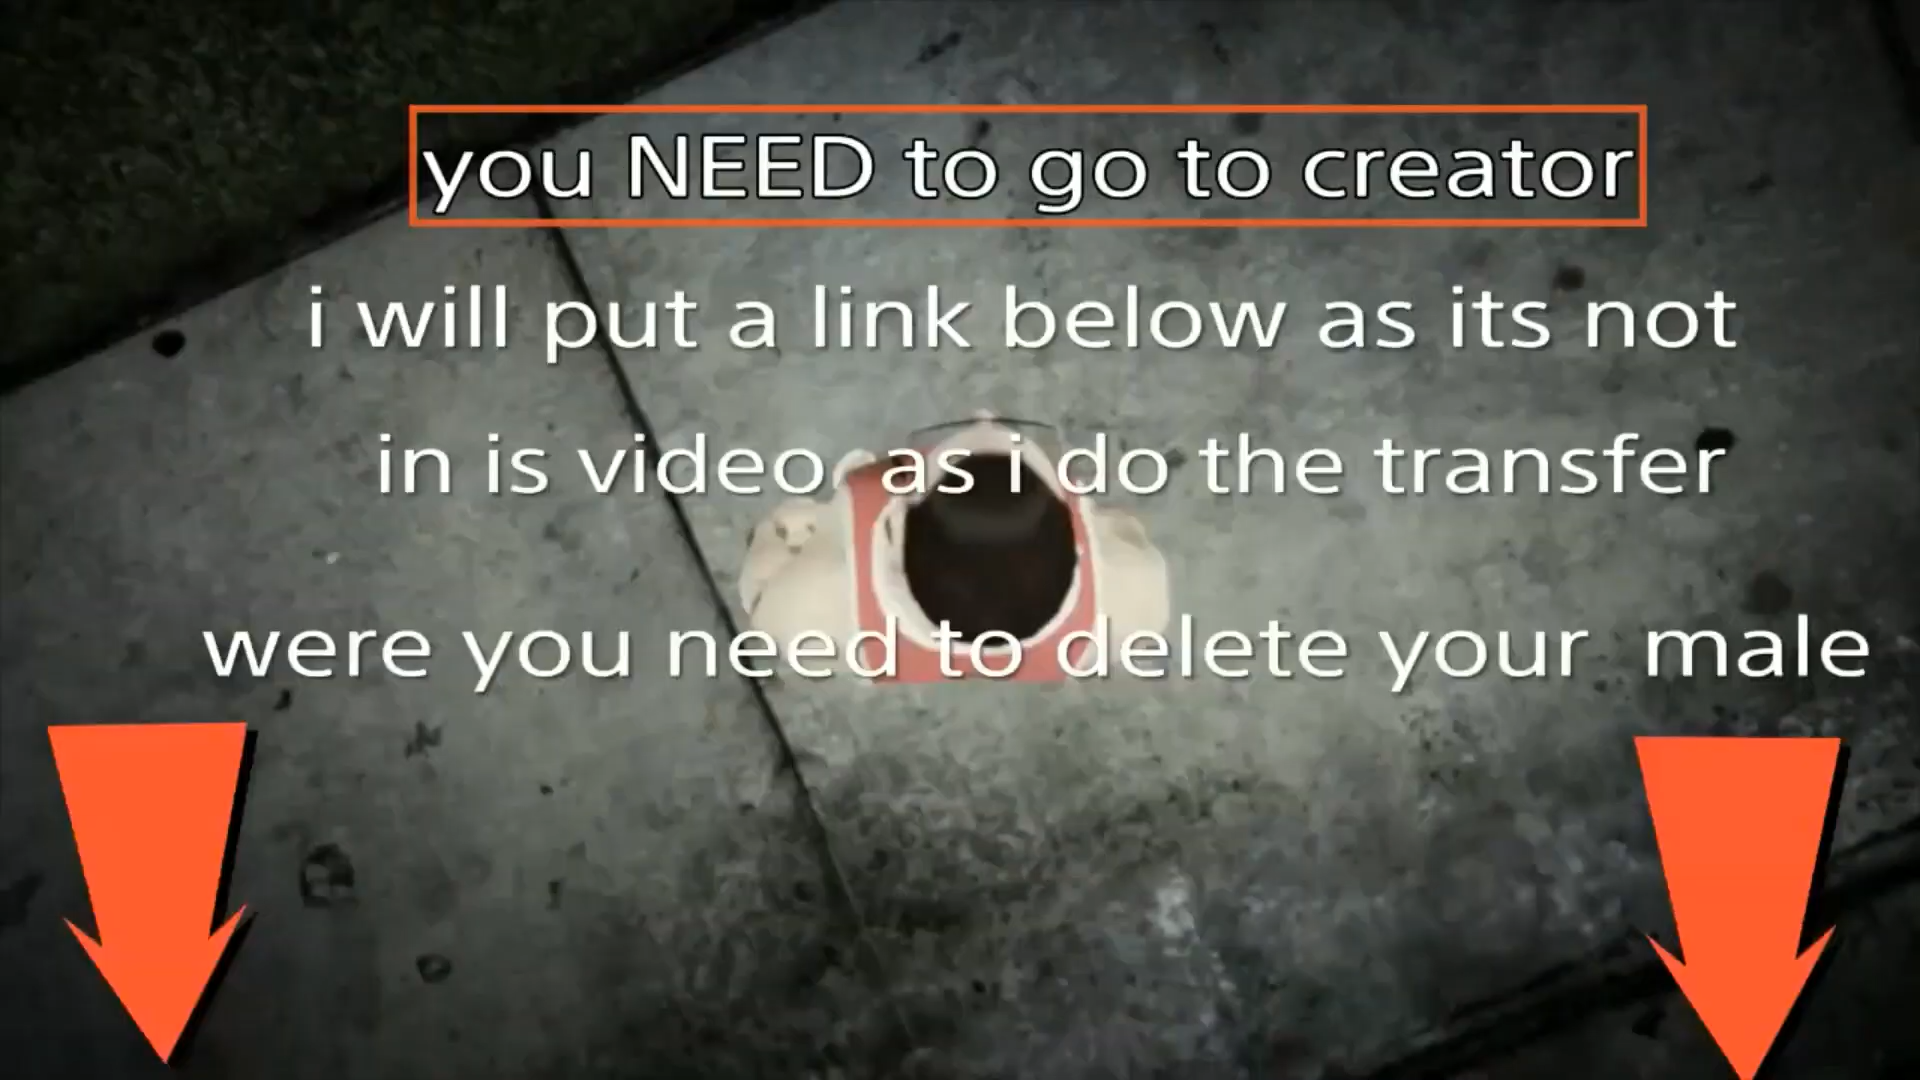 you NEED to go to creator
i will put a link below as its not
in is video as i do the transfer
were you need to delete your male